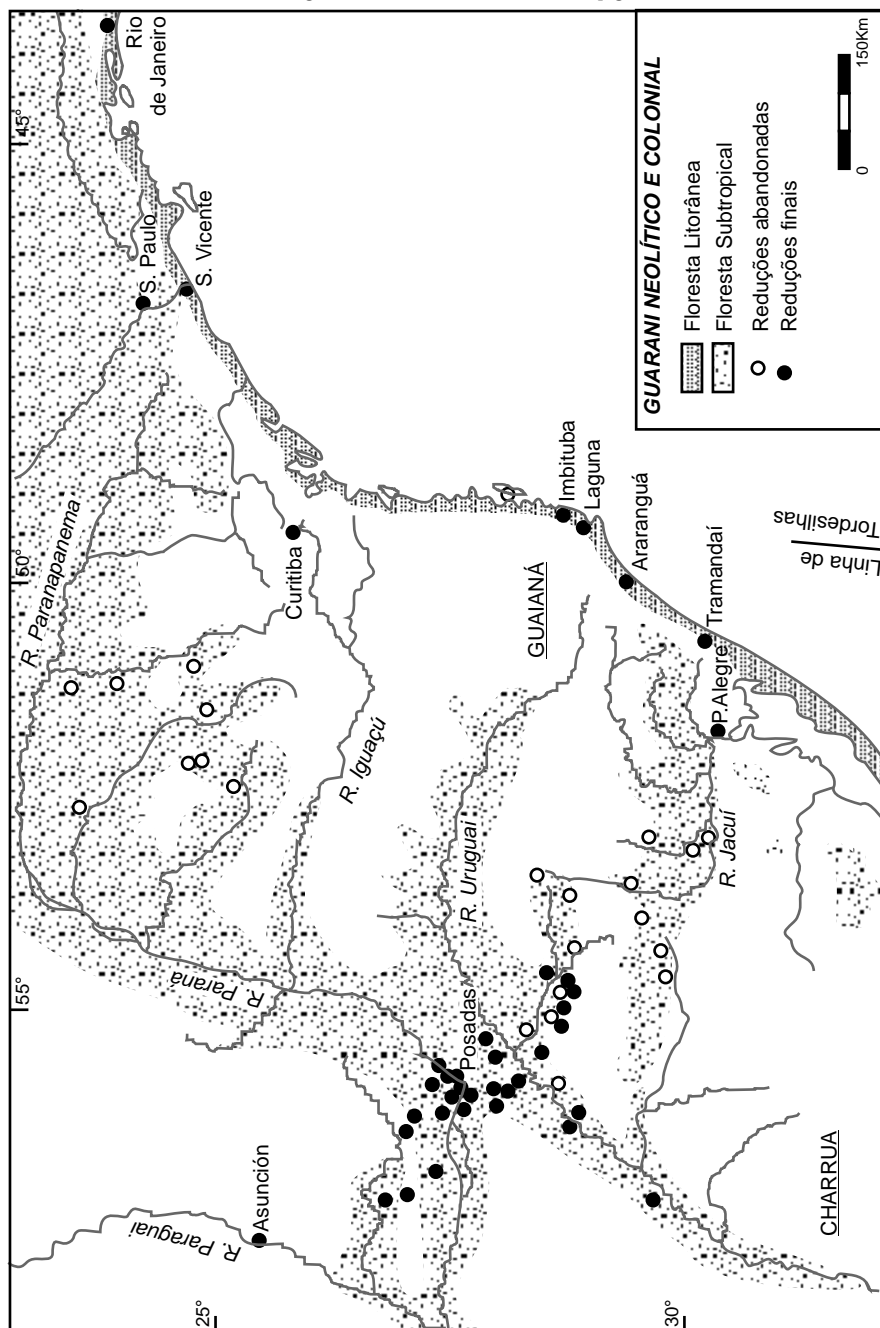 GUARANI NEOLÍTICO E COLONIAL
Floresta Litorânea
Floresta Subtropical
Reduções abandonadas
Reduções finais
0
150Km
55°
50°
45°
25°
30°
Rio
de Janeiro
S. Paulo
S. Vicente
R. Paranapanema
Curitiba
R. Iguaçú
R. Paraná
R. Paraguai
Asunción
Posadas
R. Uruguai
GUAIANÁ
Imbituba
Laguna
Araranguá
Tramandaí
P.Alegre
R. Jacuí
CHARRUA
Linha de
Tordesilhas